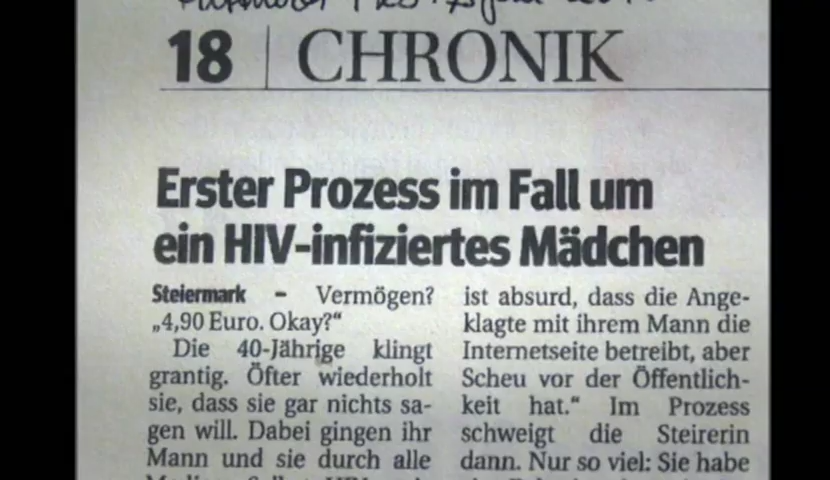 18 | CHRONIK
Erster Prozess im Fall um
ein HIV-infiziertes Mädchen
Steiermark – Vermögen?
„4,90 Euro. Okay?“
Die 40-Jährige klingt
grantig. Öfter wiederholt
sie, dass sie gar nichts sa-
gen will. Dabei gingen ihr
Mann und sie durch alle
ist absurd, dass die Ange-
klagte mit ihrem Mann die
Internetseite betreibt, aber
Scheu vor der Öffentlich-
keit hat.“ Im Prozess
schweigt die Steirerin
dann. Nur so viel: Sie habe